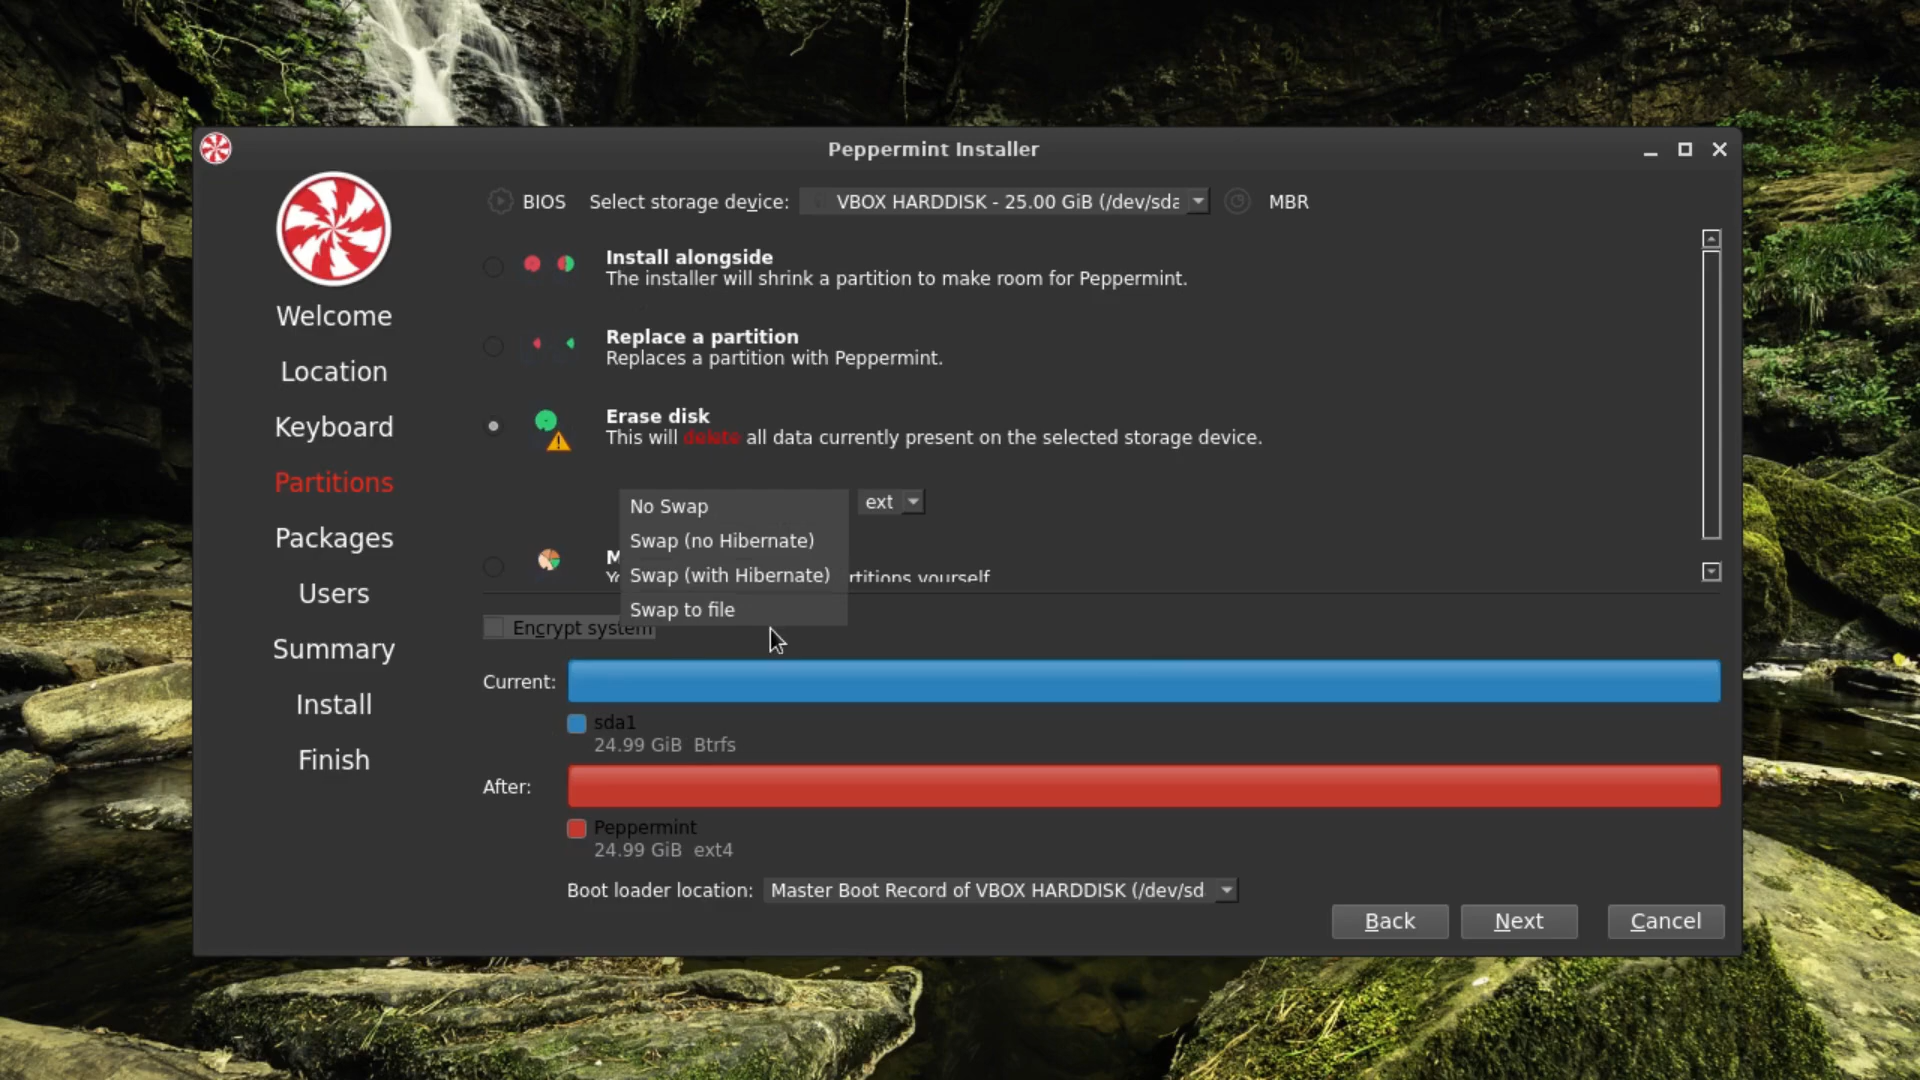 Peppermint Installer
BIOS Select storage device: VBOX HARDDISK - 25.00 GiB (/dev/sda MBR
Welcome
Location
Keyboard
Partitions
Packages
Users
Summary
Install
Finish
Install alongside
The installer will shrink a partition to make room for Peppermint.
Replace a partition
Replaces a partition with Peppermint.
Erase disk
This will delete all data currently present on the selected storage device.
No Swap
Swap (no Hibernate)
Swap (with Hibernate)
Swap to file
ext
rtitions yourself
Encrypt system
Current:
sda1
24.99 GiB Btrfs
After:
Peppermint
24.99 GiB ext4
Boot loader location: Master Boot Record of VBOX HARDDISK (/dev/sd
Back Next Cancel